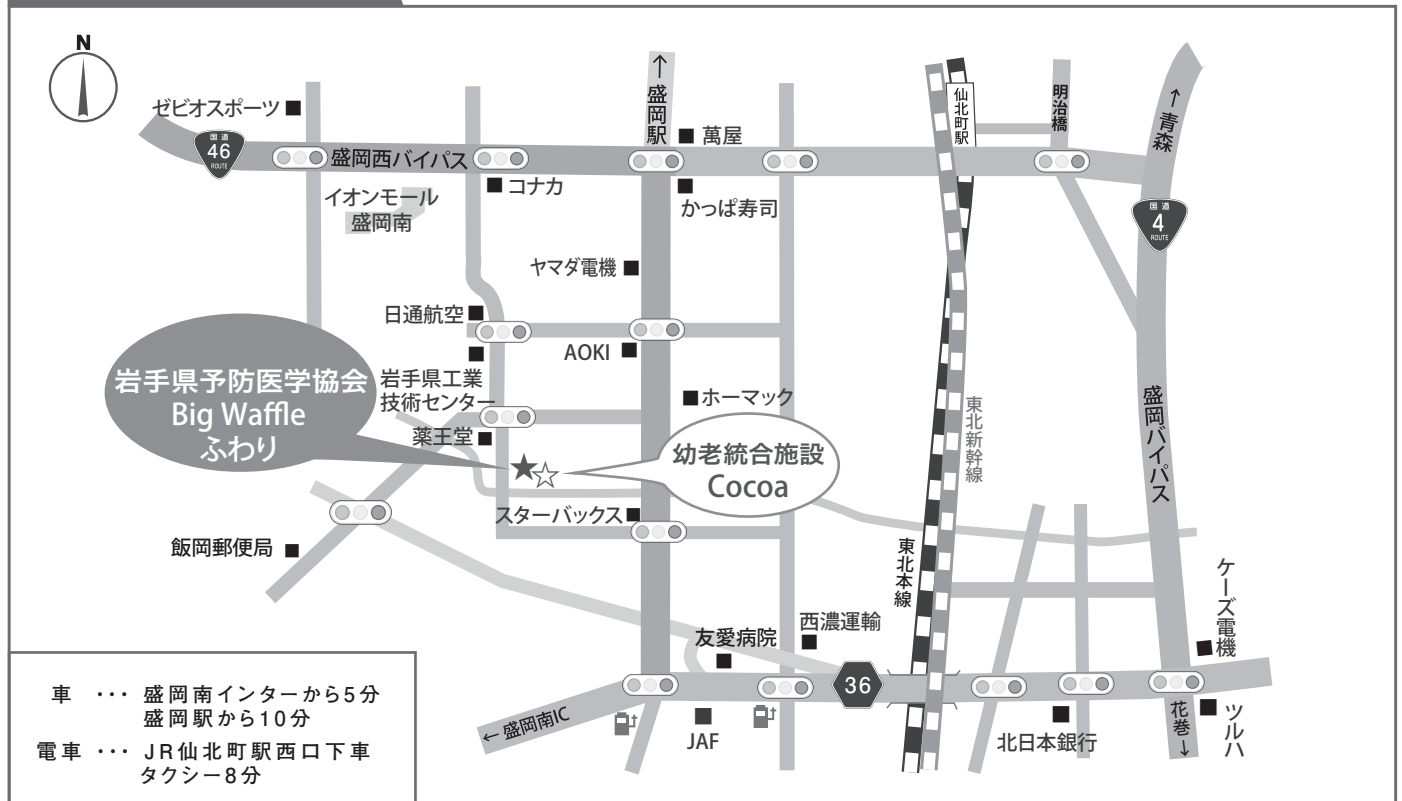 N
ゼビオスポーツ
国道
46
ROUTE
盛岡西バイパス
↑盛岡駅
萬屋
仙北町駅
明治橋
↑青森
イオンモール
盛岡南
コナカ
かっぱ寿司
国道
4
ROUTE
ヤマダ電機
日通航空
AOKI
岩手県予防医学協会
Big Waffle
ふわり
岩手県工業
技術センター
ホーマック
薬王堂
幼老統合施設
Cocoa
東北新幹線
盛岡バイパス
スターバックス
飯岡郵便局
東北本線
ケーズ電機
西濃運輸
友愛病院
36
←盛岡南IC
JAF
北日本銀行
花巻↓
ツルハ
車 ・・・ 盛岡南インターから5分
盛岡駅から10分
電車 ・・・ JR仙北町駅西口下車
タクシー8分